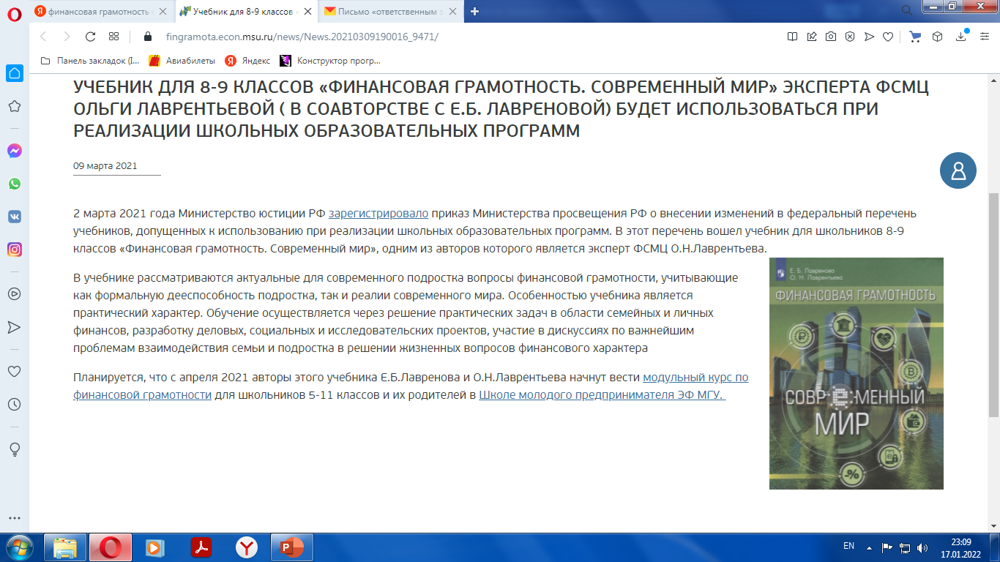 финансовая грамотность
Учебник для 8-9 классов «
Письмо «ответственным з
fingramota.econ.msu.ru/news/News.20210309190016_9471/
Панель закладок (I...
Авиабилеты
Яндекс
Конструктор прогр...
УЧЕБНИК ДЛЯ 8-9 КЛАССОВ «ФИНАНСОВАЯ ГРАМОТНОСТЬ. СОВРЕМЕННЫЙ МИР» ЭКСПЕРТА ФСМЦ
ОЛЬГИ ЛАВРЕНТЬЕВОЙ ( В СОАВТОРСТВЕ С Е.Б. ЛАВРЕНОВОЙ) БУДЕТ ИСПОЛЬЗОВАТЬСЯ ПРИ
РЕАЛИЗАЦИИ ШКОЛЬНЫХ ОБРАЗОВАТЕЛЬНЫХ ПРОГРАММ
09 марта 2021
2 марта 2021 года Министерство юстиции РФ зарегистрировало приказ Министерства просвещения РФ о внесении изменений в федеральный перечень
учебников, допущенных к использованию при реализации школьных образовательных программ. В этот перечень вошел учебник для школьников 8-9
классов «Финансовая грамотность. Современный мир», одним из авторов которого является эксперт ФСМЦ О.Н.Лаврентьева.
В учебнике рассматриваются актуальные для современного подростка вопросы финансовой грамотности, учитывающие
как формальную дееспособность подростка, так и реалии современного мира. Особенностью учебника является
практический характер. Обучение осуществляется через решение практических задач в области семейных и личных
финансов, разработку деловых, социальных и исследовательских проектов, участие в дискуссиях по важнейшим
проблемам взаимодействия семьи и подростка в решении жизненных вопросов финансового характера
Планируется, что с апреля 2021 авторы этого учебника Е.Б.Лавренова и О.Н.Лаврентьева начнут вести модульный курс по
финансовой грамотности для школьников 5-11 классов и их родителей в Школе молодого предпринимателя ЭФ МГУ.
Е. Б. Лавренова
О. Н. Лаврентьева
ФИНАНСОВАЯ ГРАМОТНОСТЬ
СОВРЕМЕННЫЙ
МИР
-%
EN
23:09
17.01.2022